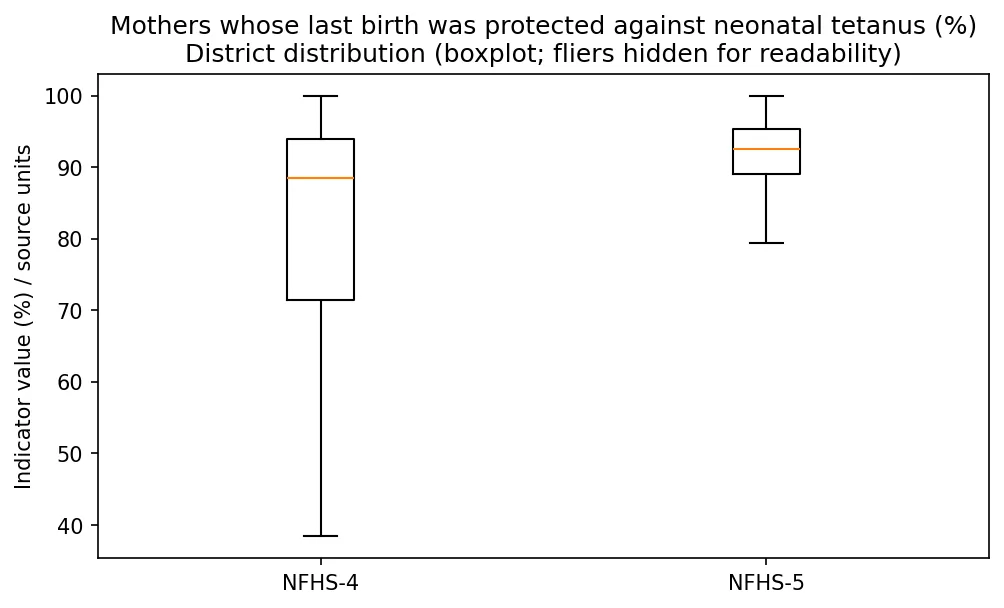 Mothers whose last birth was protected against neonatal tetanus (%)
District distribution (boxplot; fliers hidden for readability)
Indicator value (%) / source units
100
90
80
70
60
50
40
NFHS-4
NFHS-5